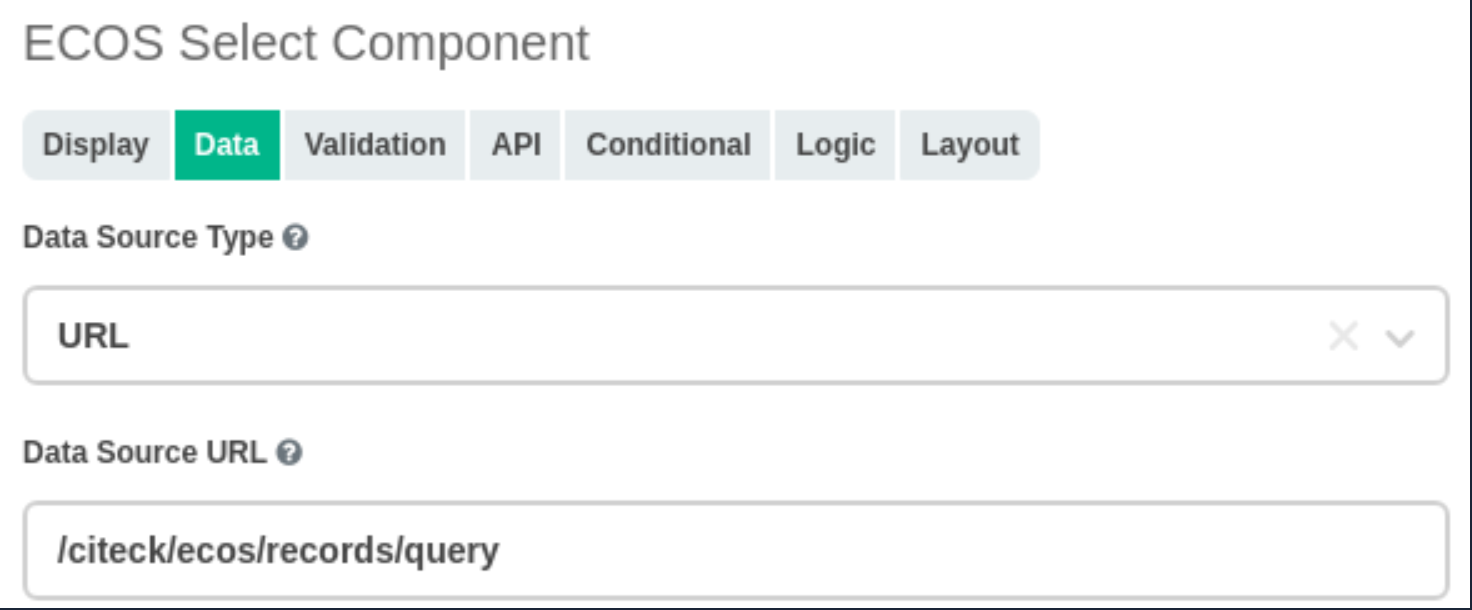 ECOS Select Component
Display Data Validation API Conditional Logic Layout
Data Source Type ?
URL
Data Source URL ?
/citeck/ecos/records/query